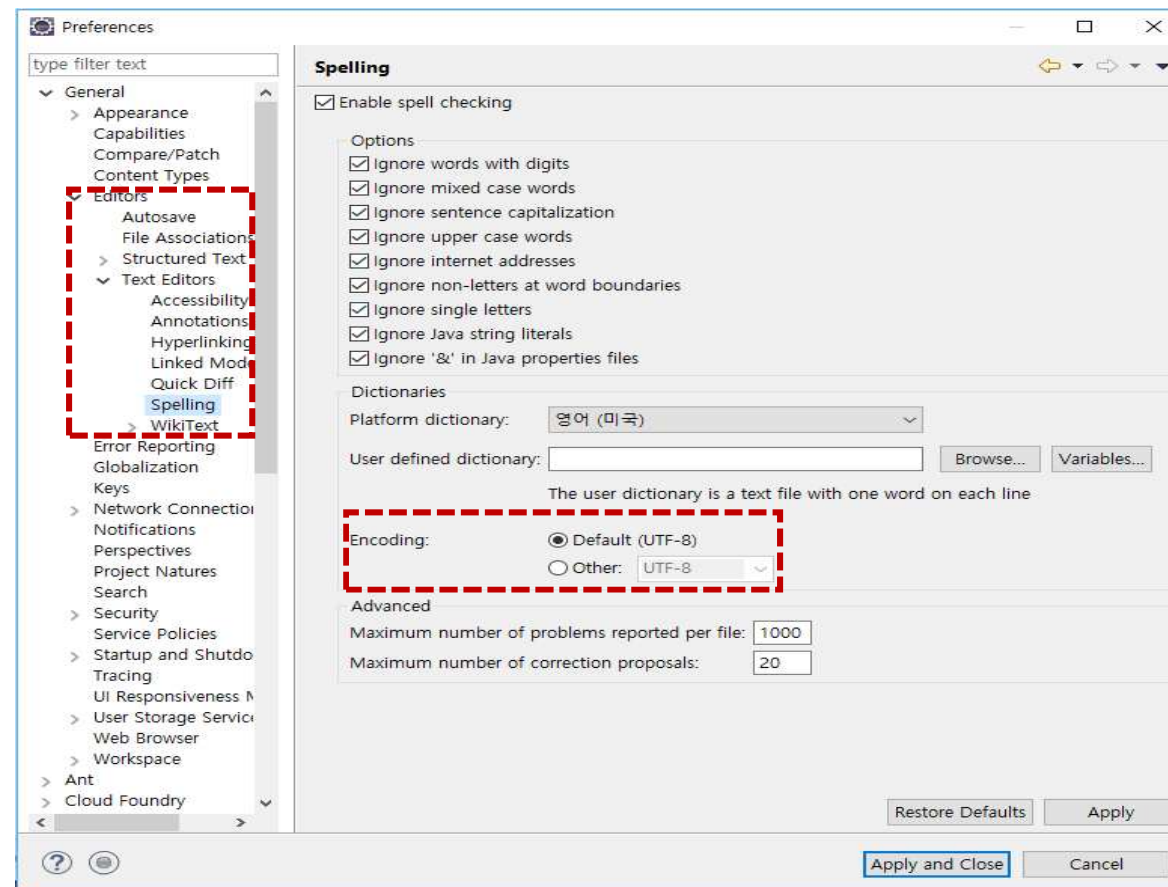 Preferences
type filter text
General
Appearance
Capabilities
Compare/Patch
Content Types
Editors
Autosave
File Associations
Structured Text
Text Editors
Accessibility
Annotations
Hyperlinking
Linked Mode
Quick Diff
Spelling
WikiText
Error Reporting
Globalization
Keys
Network Connection
Notifications
Perspectives
Project Natures
Search
Security
Service Policies
Startup and Shutdo
Tracing
UI Responsiveness M
User Storage Service
Web Browser
Workspace
Ant
Cloud Foundry
Spelling
Enable spell checking
Options
Ignore words with digits
Ignore mixed case words
Ignore sentence capitalization
Ignore upper case words
Ignore internet addresses
Ignore non-letters at word boundaries
Ignore single letters
Ignore Java string literals
Ignore '&' in Java properties files
Dictionaries
Platform dictionary: 영어 (미국)
User defined dictionary: Browse... Variables...
The user dictionary is a text file with one word on each line
Encoding: Default (UTF-8)
Other: UTF-8
Advanced
Maximum number of problems reported per file: 1000
Maximum number of correction proposals: 20
Restore Defaults Apply
Apply and Close Cancel